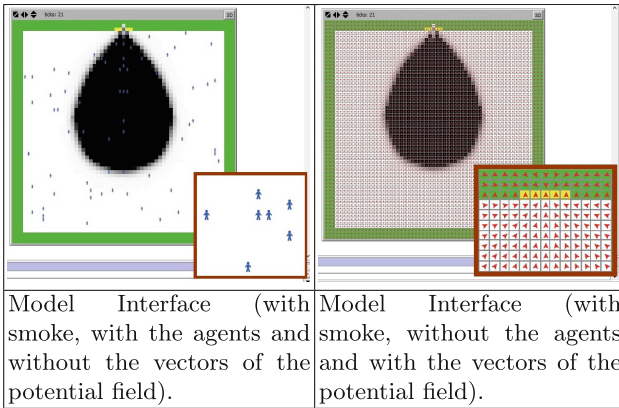 ticks: 21
3D
ticks: 21
3D
Model Interface (with
smoke, with the agents and
without the vectors of the
potential field).
Model Interface (with
smoke, without the agents
and with the vectors of the
potential field).